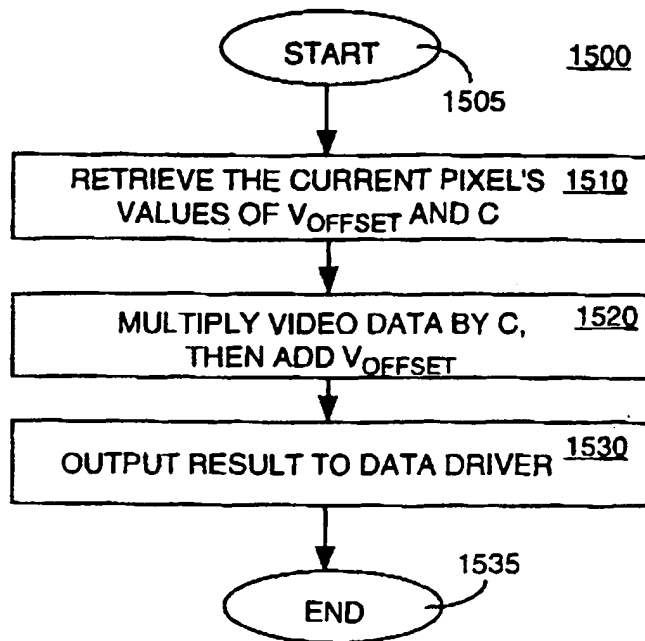 START
1500
1505
RETRIEVE THE CURRENT PIXEL'S 1510
VALUES OF VOFFSET AND C
MULTIPLY VIDEO DATA BY C, 1520
THEN ADD VOFFSET
OUTPUT RESULT TO DATA DRIVER 1530
1535
END